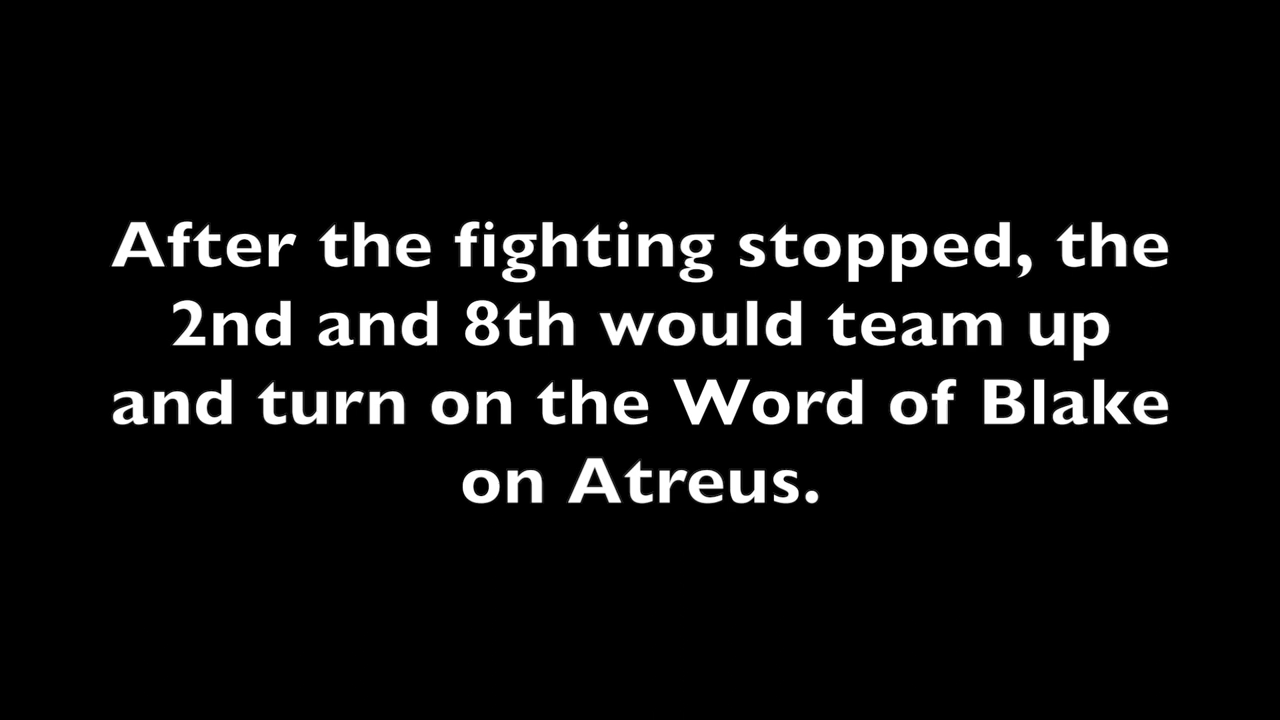 After the fighting stopped, the
2nd and 8th would team up
and turn on the Word of Blake
on Atreus.